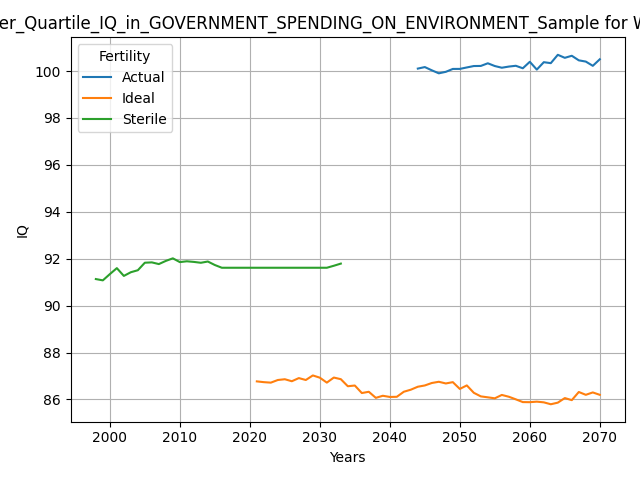 er_Quartile_IQ_in_GOVERNMENT_SPENDING_ON_ENVIRONMENT_Sample for W
Fertility
Actual
Ideal
Sterile
IQ
100
98
96
94
92
90
88
86
2000 2010 2020 2030 2040 2050 2060 2070
Years